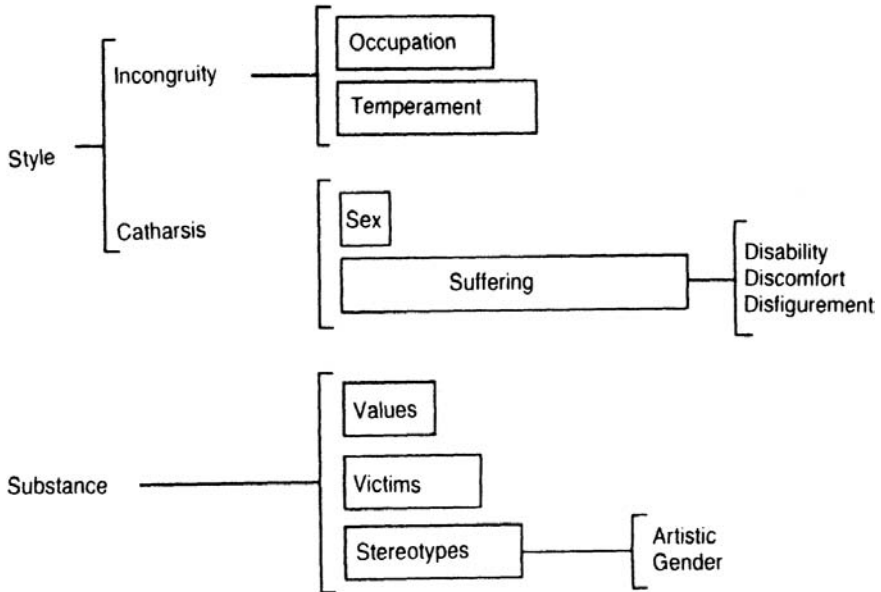 Style
Incongruity
Occupation
Temperament
Catharsis
Sex
Suffering
Disability
Discomfort
Disfigurement
Substance
Values
Victims
Stereotypes
Artistic
Gender